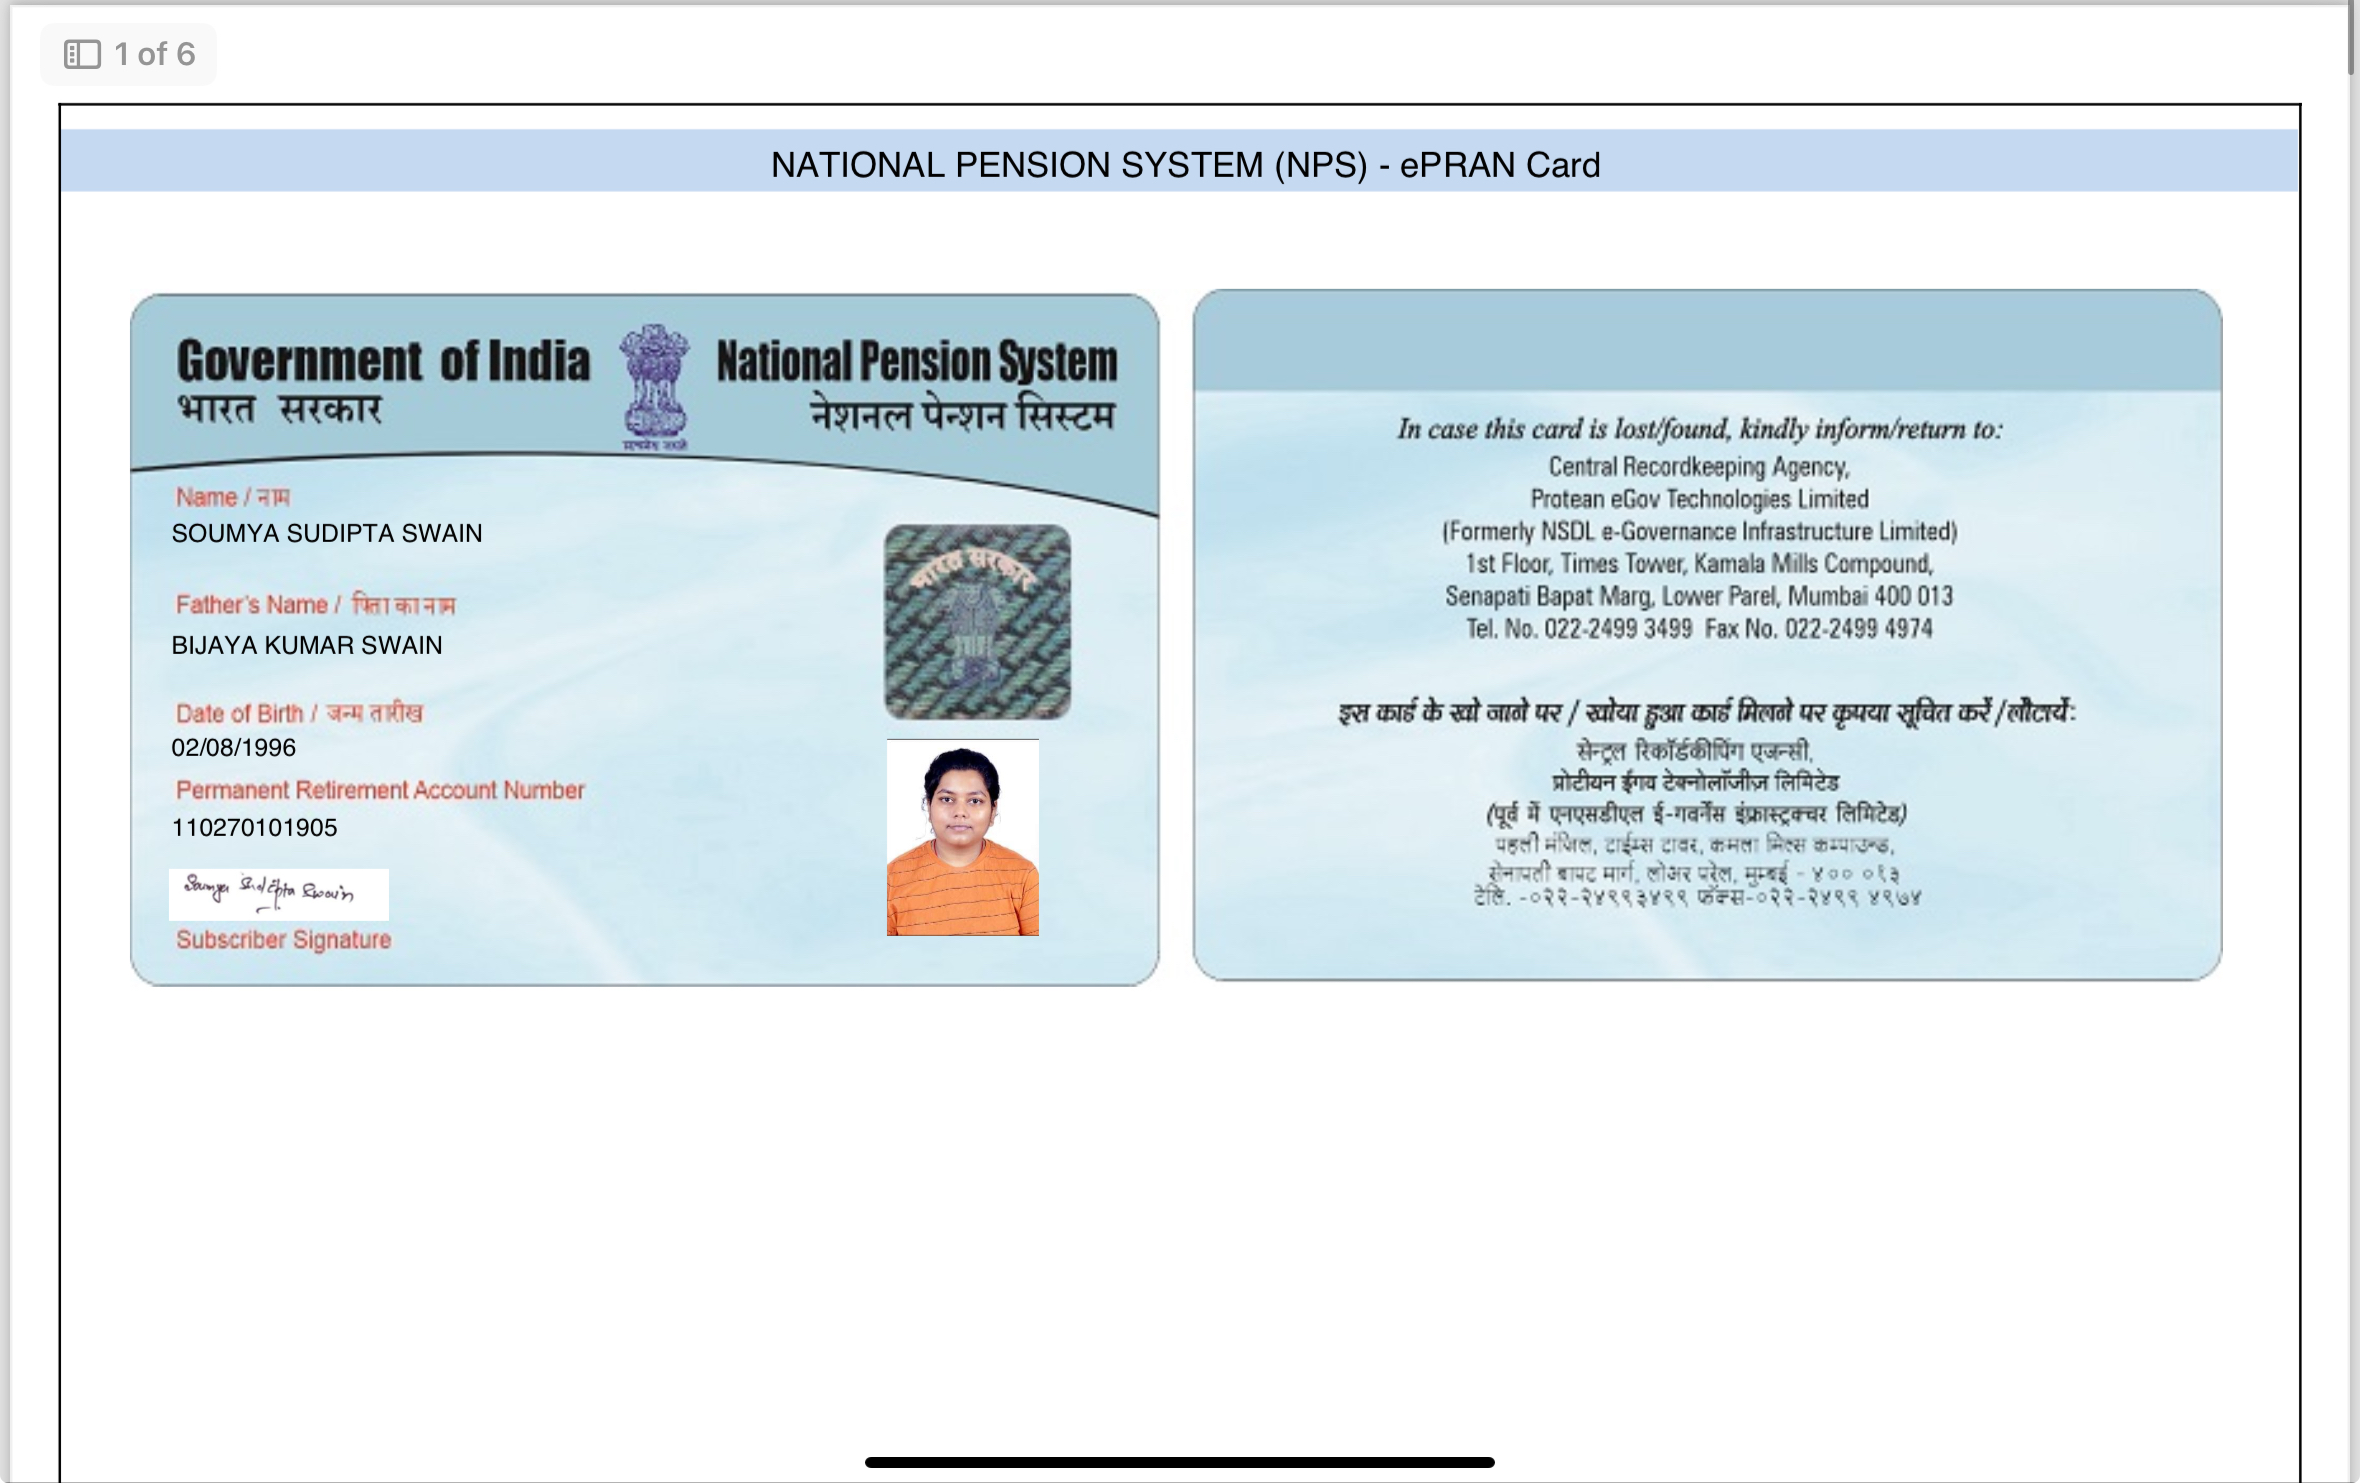 1 of 6
NATIONAL PENSION SYSTEM (NPS) - ePRAN Card
Government of India
भारत सरकार
सत्यमेव जयते
National Pension System
नेशनल पेन्शन सिस्टम
Name / नाम
SOUMYA SUDIPTA SWAIN
Father's Name / पिता का नाम
BIJAYA KUMAR SWAIN
Date of Birth / जन्म तारीख
02/08/1996
Permanent Retirement Account Number
110270101905
Soumya Sudipta Swain
Subscriber Signature
भारत सरकार
In case this card is lost/found, kindly inform/return to:
Central Recordkeeping Agency,
Protean eGov Technologies Limited
(Formerly NSDL e-Governance Infrastructure Limited)
1st Floor, Times Tower, Kamala Mills Compound,
Senapati Bapat Marg, Lower Parel, Mumbai 400 013
Tel. No. 022-2499 3499 Fax No. 022-2499 4974
इस कार्ड के खो जाने पर / खोया हुआ कार्ड मिलने पर कृपया सूचित करें /लौटायें:
सेन्ट्रल रिकॉर्डकीपिंग एजन्सी,
प्रोटीयन ईगव टेक्नोलॉजीज़ लिमिटेड
(पूर्व में एनएसडीएल ई-गवर्नेंस इंफ्रास्ट्रक्चर लिमिटेड)
पहली मंजिल, टाईम्स टावर, कमला मिल्स कम्पाउन्ड,
सेनापती बापट मार्ग, लोअर परेल, मुम्बई - ४०० ०१३
टेलि. -०२२-२४९९३४९९ फॅक्स-०२२-२४९९ ४९७४